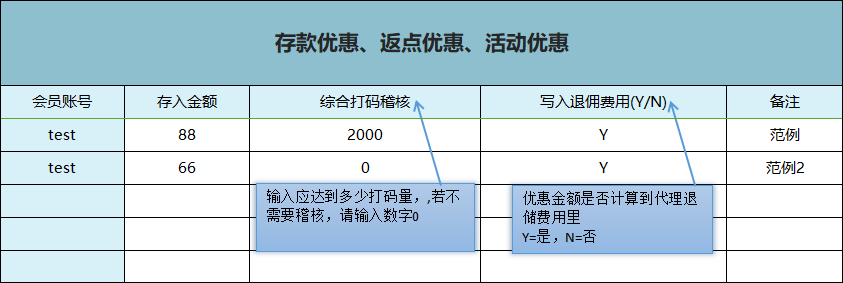 存款优惠、返点优惠、活动优惠
会员账号 存入金额 综合打码稽核 写入退佣费用(Y/N) 备注
test 88 2000 Y 范例
test 66 0 Y 范例2
输入应达到多少打码量，,若不
需要稽核，请输入数字0
优惠金额是否计算到代理退
储费用里
Y=是，N=否